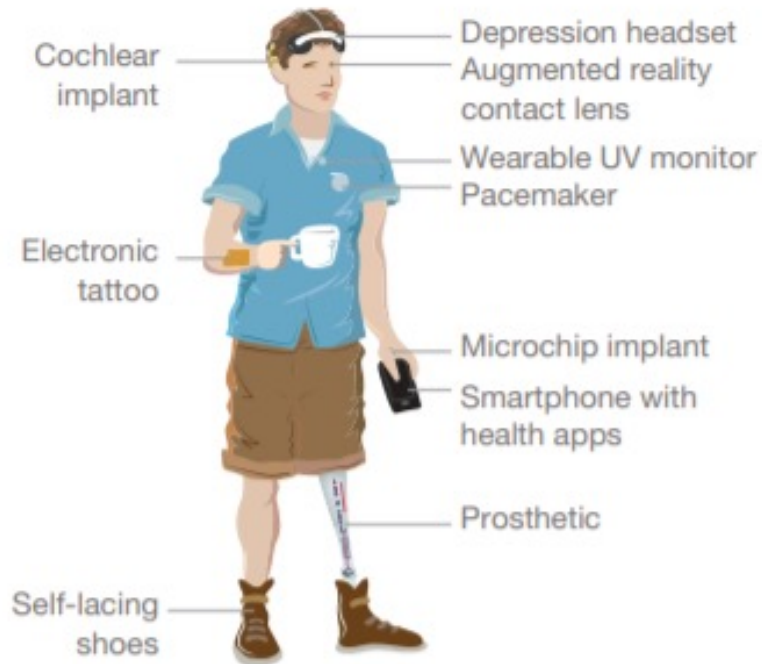 Cochlear
implant
Depression headset
Augmented reality
contact lens
Wearable UV monitor
Pacemaker
Electronic
tattoo
Microchip implant
Smartphone with
health apps
Prosthetic
Self-lacing
shoes